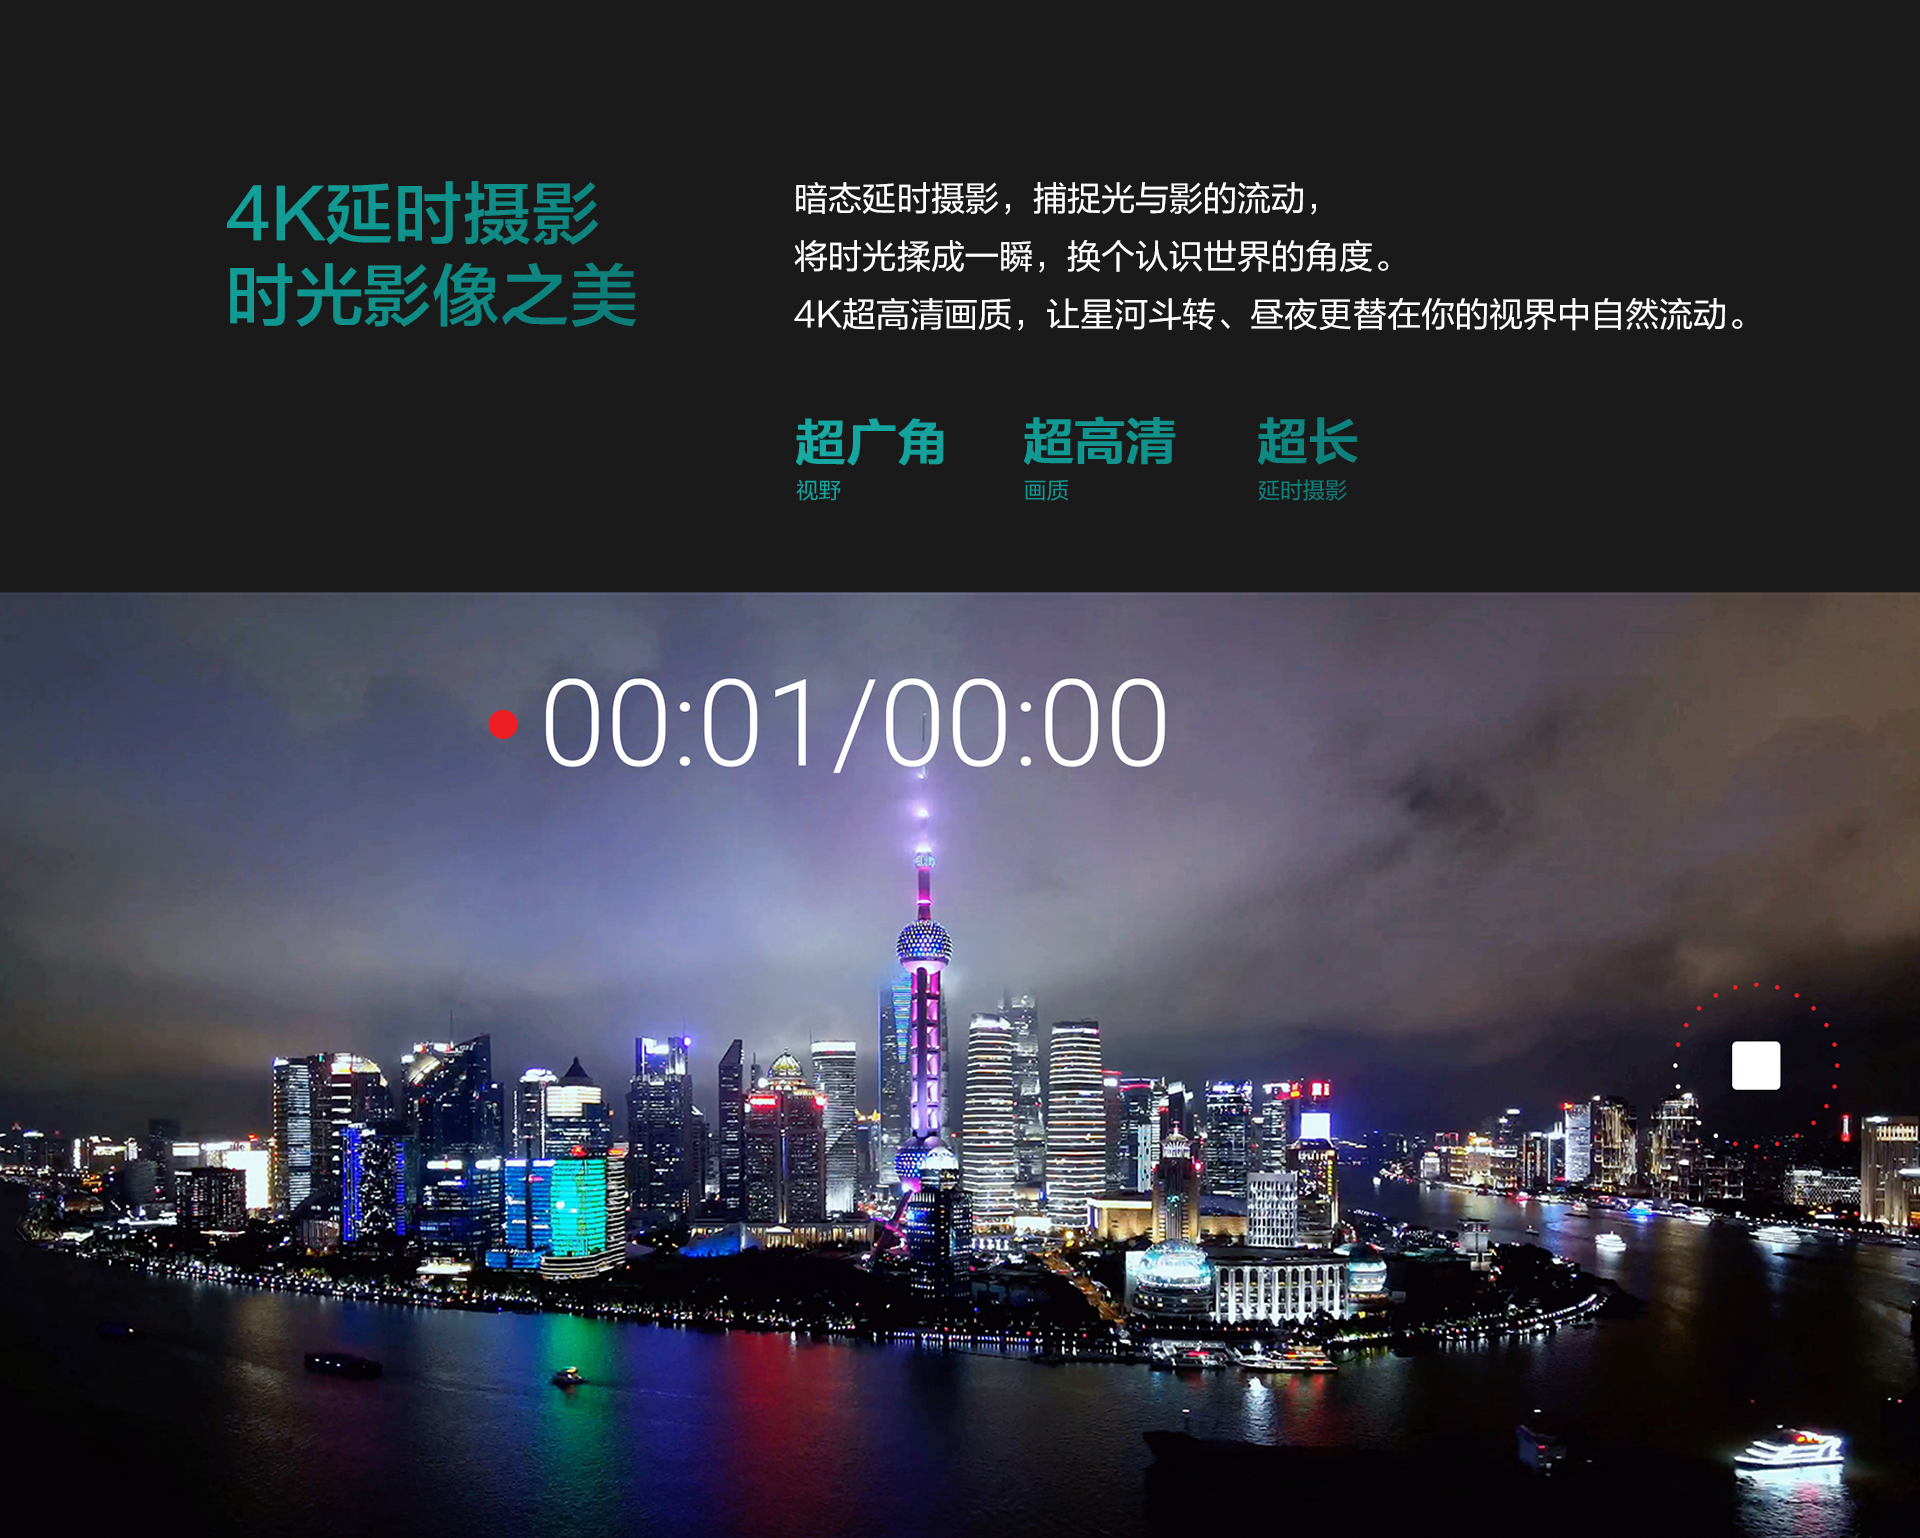 4K延时摄影
时光影像之美
暗态延时摄影，捕捉光与影的流动，
将时光揉成一瞬，换个认识世界的角度。
4K超高清画质，让星河斗转、昼夜更替在你的视界中自然流动。
超广角
视野
超高清
画质
超长
延时摄影
00:01/00:00